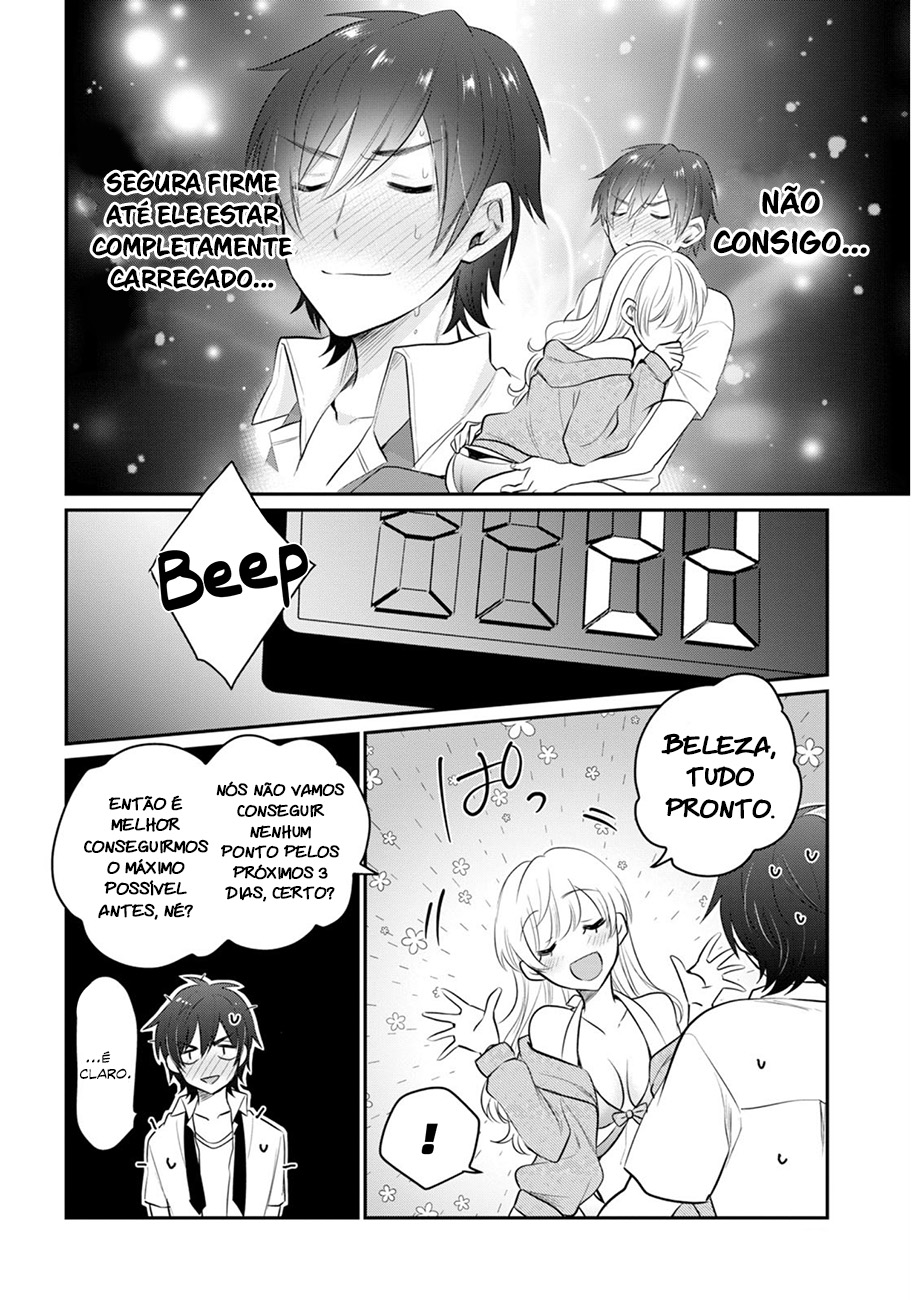 NÃO
CONSIGO...
SEGURA FIRME
ATÉ ELE ESTAR
COMPLETAMENTE
CARREGADO...
Beep
BELEZA,
TUDO
PRONTO.
ぱっ
!
NÓS NÃO VAMOS
CONSEGUIR
NENHUM
PONTO PELOS
PRÓXIMOS 3
DIAS, CERTO?
ENTÃO É
MELHOR
CONSEGUIRMOS
O MÁXIMO
POSSÍVEL
ANTES, NÉ?
...É
CLARO.